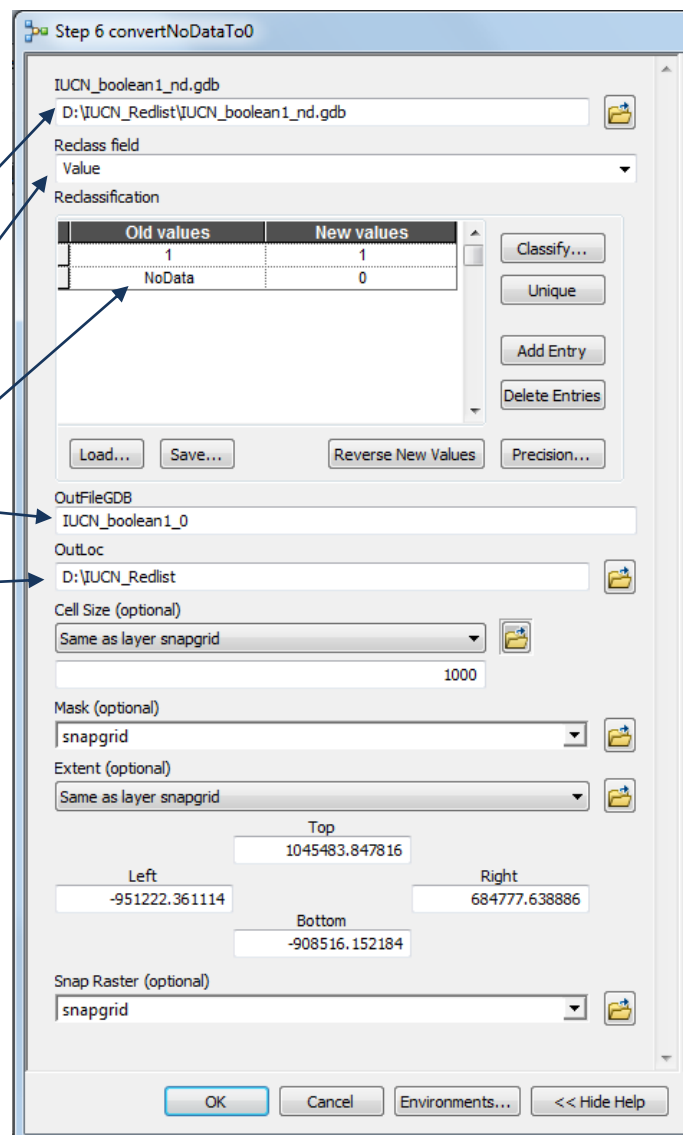 Step 6 convertNoDataTo0
IUCN_boolean1_nd.gdb
D:\IUCN_Redlist\IUCN_boolean1_nd.gdb
Reclass field
Value
Reclassification
Old values New values
1 1
NoData 0
Classify...
Unique
Add Entry
Delete Entries
Load... Save... Reverse New Values Precision...
OutFileGDB
IUCN_boolean1_0
OutLoc
D:\IUCN_Redlist
Cell Size (optional)
Same as layer snapgrid
1000
Mask (optional)
snapgrid
Extent (optional)
Same as layer snapgrid
Top
1045483.847816
Left Right
-951222.361114 684777.638886
Bottom
-908516.152184
Snap Raster (optional)
snapgrid
OK Cancel Environments... << Hide Help